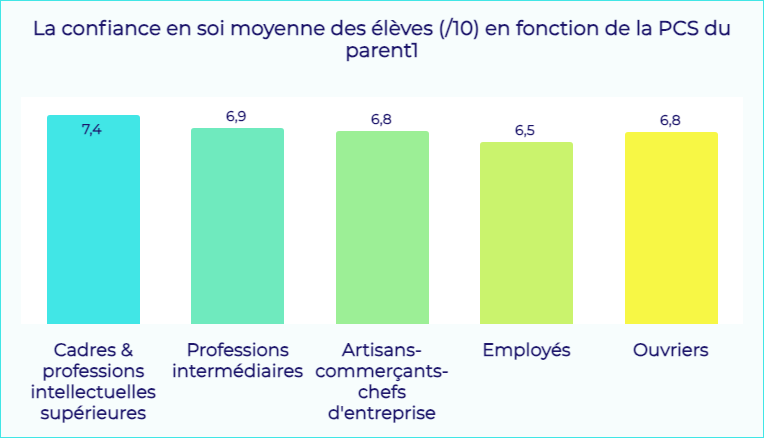 La confiance en soi moyenne des élèves (/10) en fonction de la PCS du
parent1
7,4
6,9
6,8
6,5
6,8
Cadres &
professions
intellectuelles
supérieures
Professions
intermédiaires
Artisans-
commerçants-
chefs
d'entreprise
Employés
Ouvriers